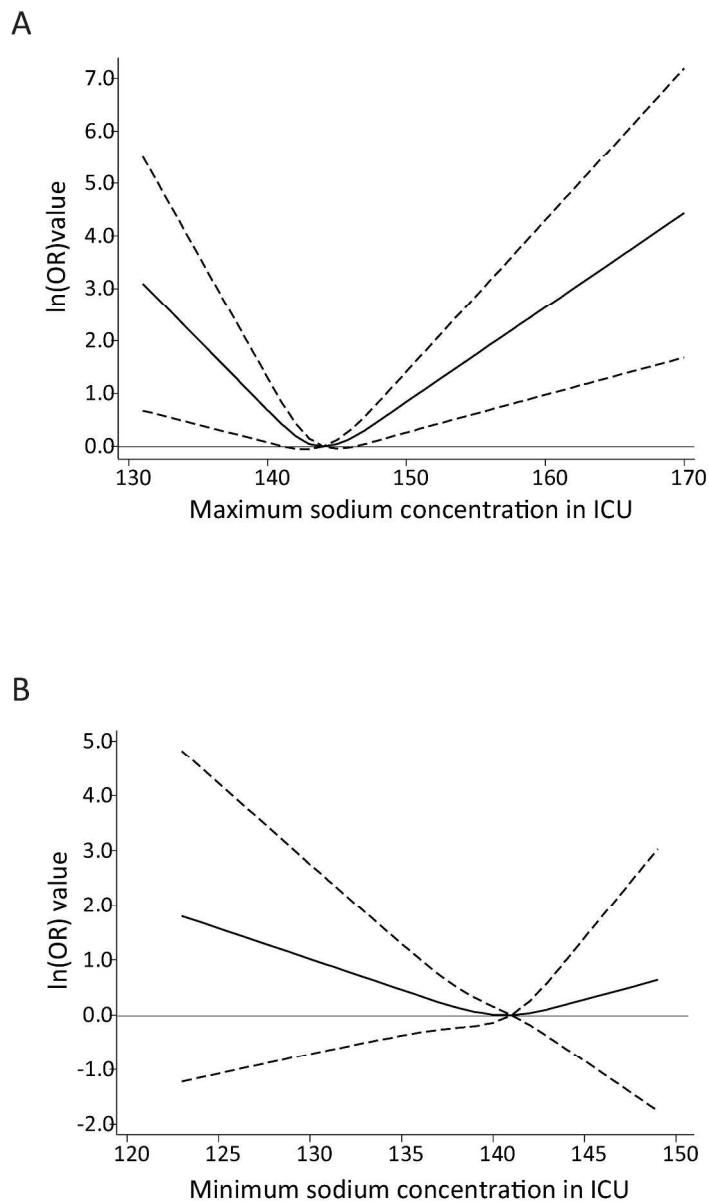 A
ln(OR)value
7.0
6.0
5.0
4.0
3.0
2.0
1.0
0.0
130 140 150 160 170
Maximum sodium concentration in ICU
B
ln(OR) value
5.0
4.0
3.0
2.0
1.0
0.0
-1.0
-2.0
120 125 130 135 140 145 150
Minimum sodium concentration in ICU